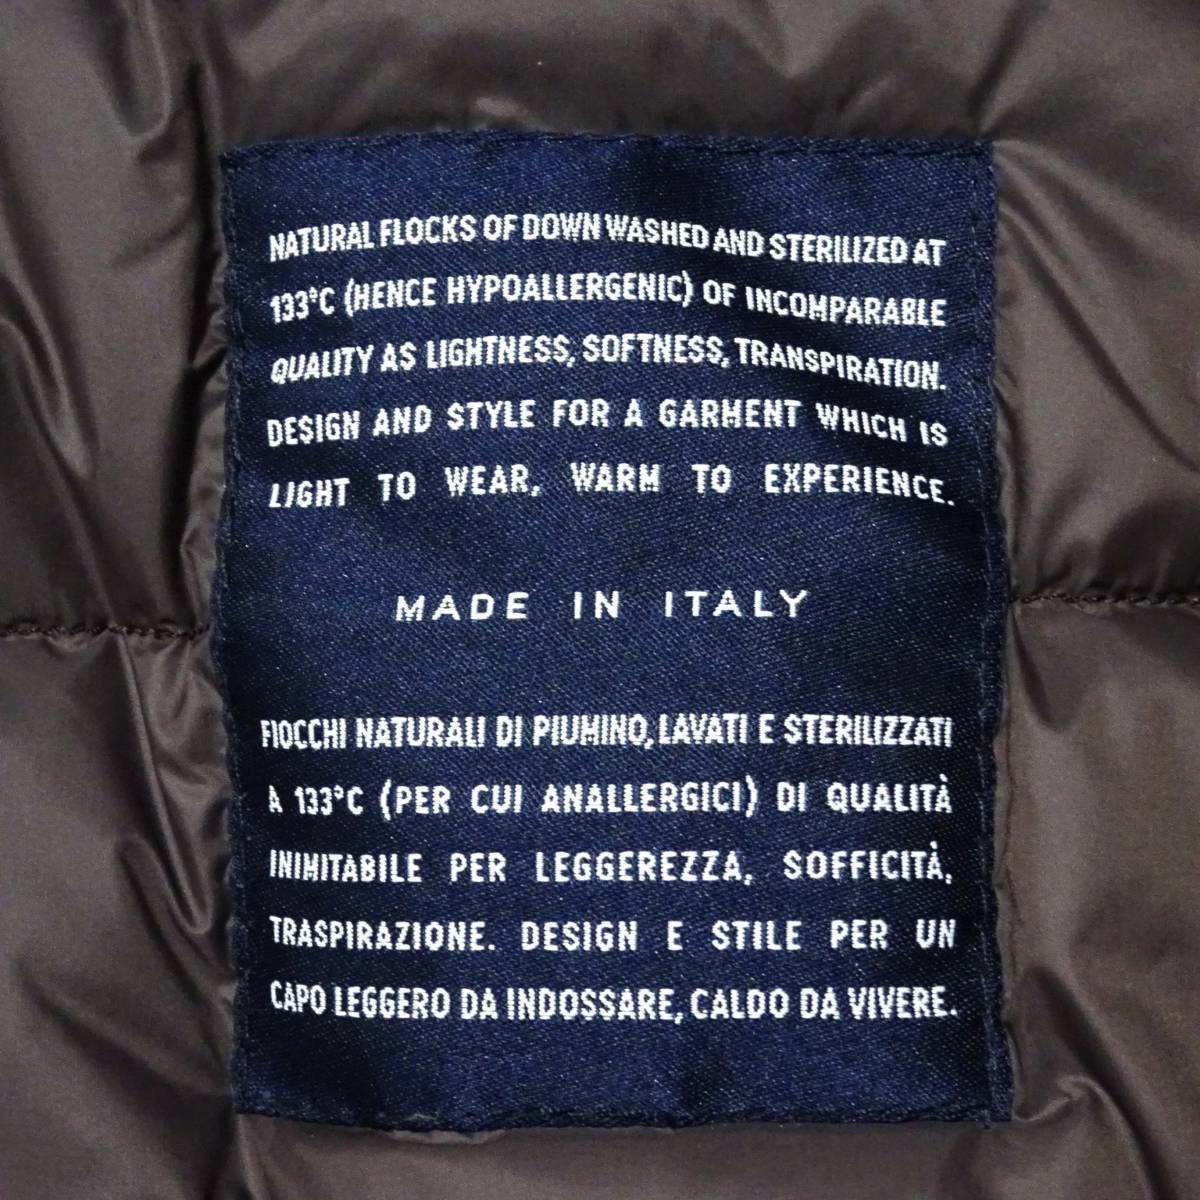 NATURAL FLOCKS OF DOWN WASHED AND STERILIZED AT
133°C (HENCE HYPOALLERGENIC) OF INCOMPARABLE
QUALITY AS LIGHTNESS, SOFTNESS, TRANSPIRATION.
DESIGN AND STYLE FOR A GARMENT WHICH IS
LIGHT TO WEAR, WARM TO EXPERIENCE.
MADE IN ITALY
FIOCCHI NATURALI DI PIUMINO, LAVATI E STERILIZZATI
A 133°C (PER CUI ANALLERGICI) DI QUALITÀ
INIMITABILE PER LEGGEREZZA, SOFFICITÀ,
TRASPIRAZIONE. DESIGN E STILE PER UN
CAPO LEGGERO DA INDOSSARE, CALDO DA VIVERE.